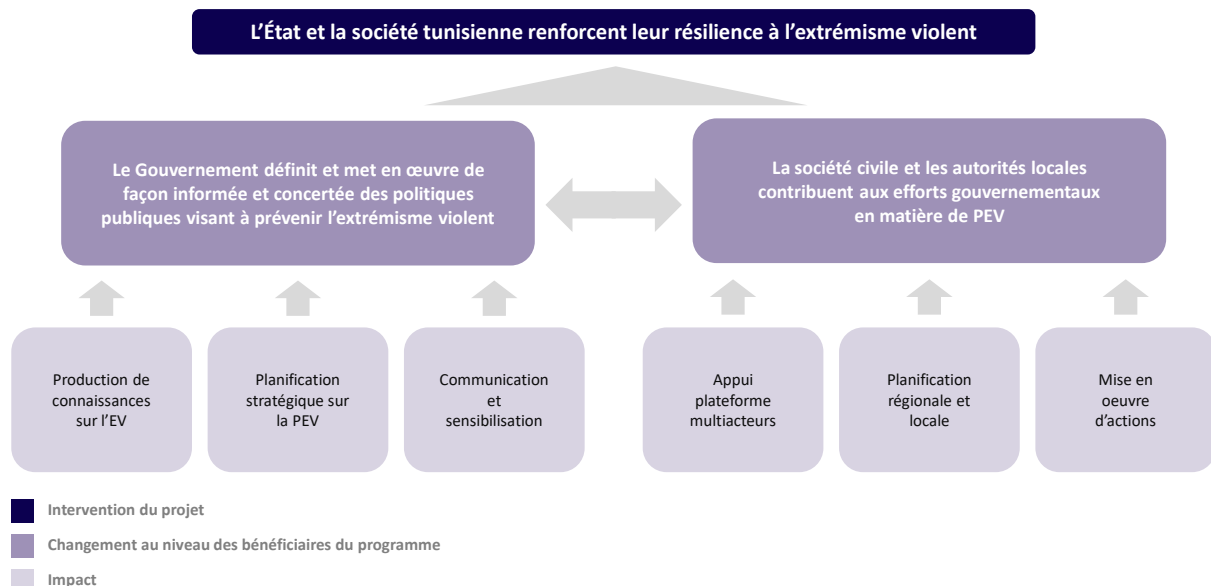 L’État et la société tunisienne renforcent leur résilience à l’extrémisme violent
Le Gouvernement définit et met en œuvre de
façon informée et concertée des politiques
publiques visant à prévenir l’extrémisme violent
La société civile et les autorités locales
contribuent aux efforts gouvernementaux
en matière de PEV
Production de
connaissances
sur l’EV
Planification
stratégique sur
la PEV
Communication
et
sensibilisation
Appui
plateforme
multiacteurs
Planification
régionale et
locale
Mise en
oeuvre
d’actions
Intervention du projet
Changement au niveau des bénéficiaires du programme
Impact